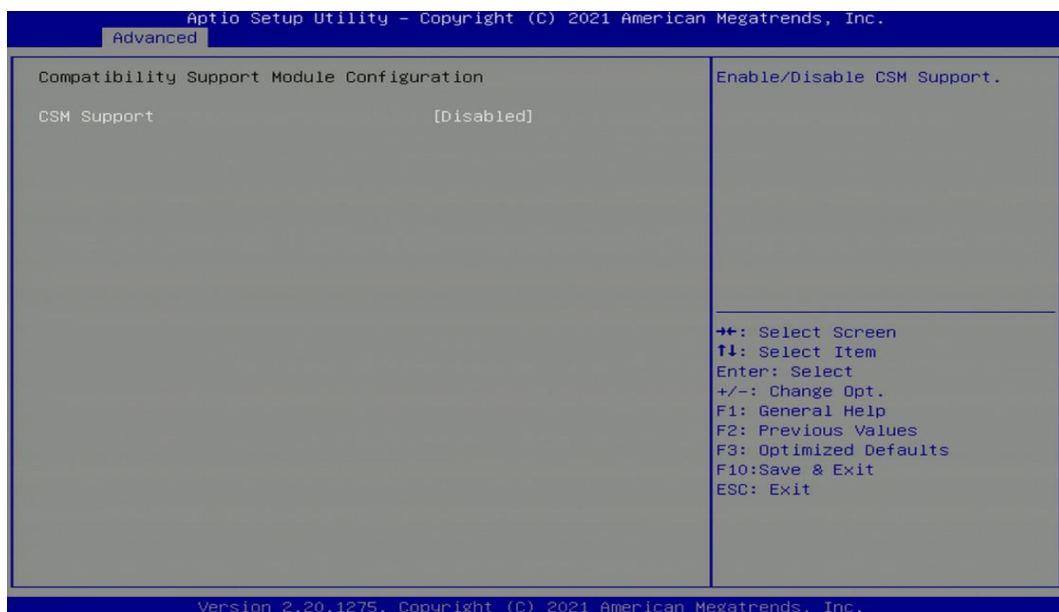 Aptio Setup Utility – Copyright (C) 2021 American Megatrends, Inc.
Advanced
Compatibility Support Module Configuration
CSM Support [Disabled]
Enable/Disable CSM Support.
→←: Select Screen
↑↓: Select Item
Enter: Select
+/-: Change Opt.
F1: General Help
F2: Previous Values
F3: Optimized Defaults
F10:Save & Exit
ESC: Exit
Version 2.20.1275. Copyright (C) 2021 American Megatrends, Inc.